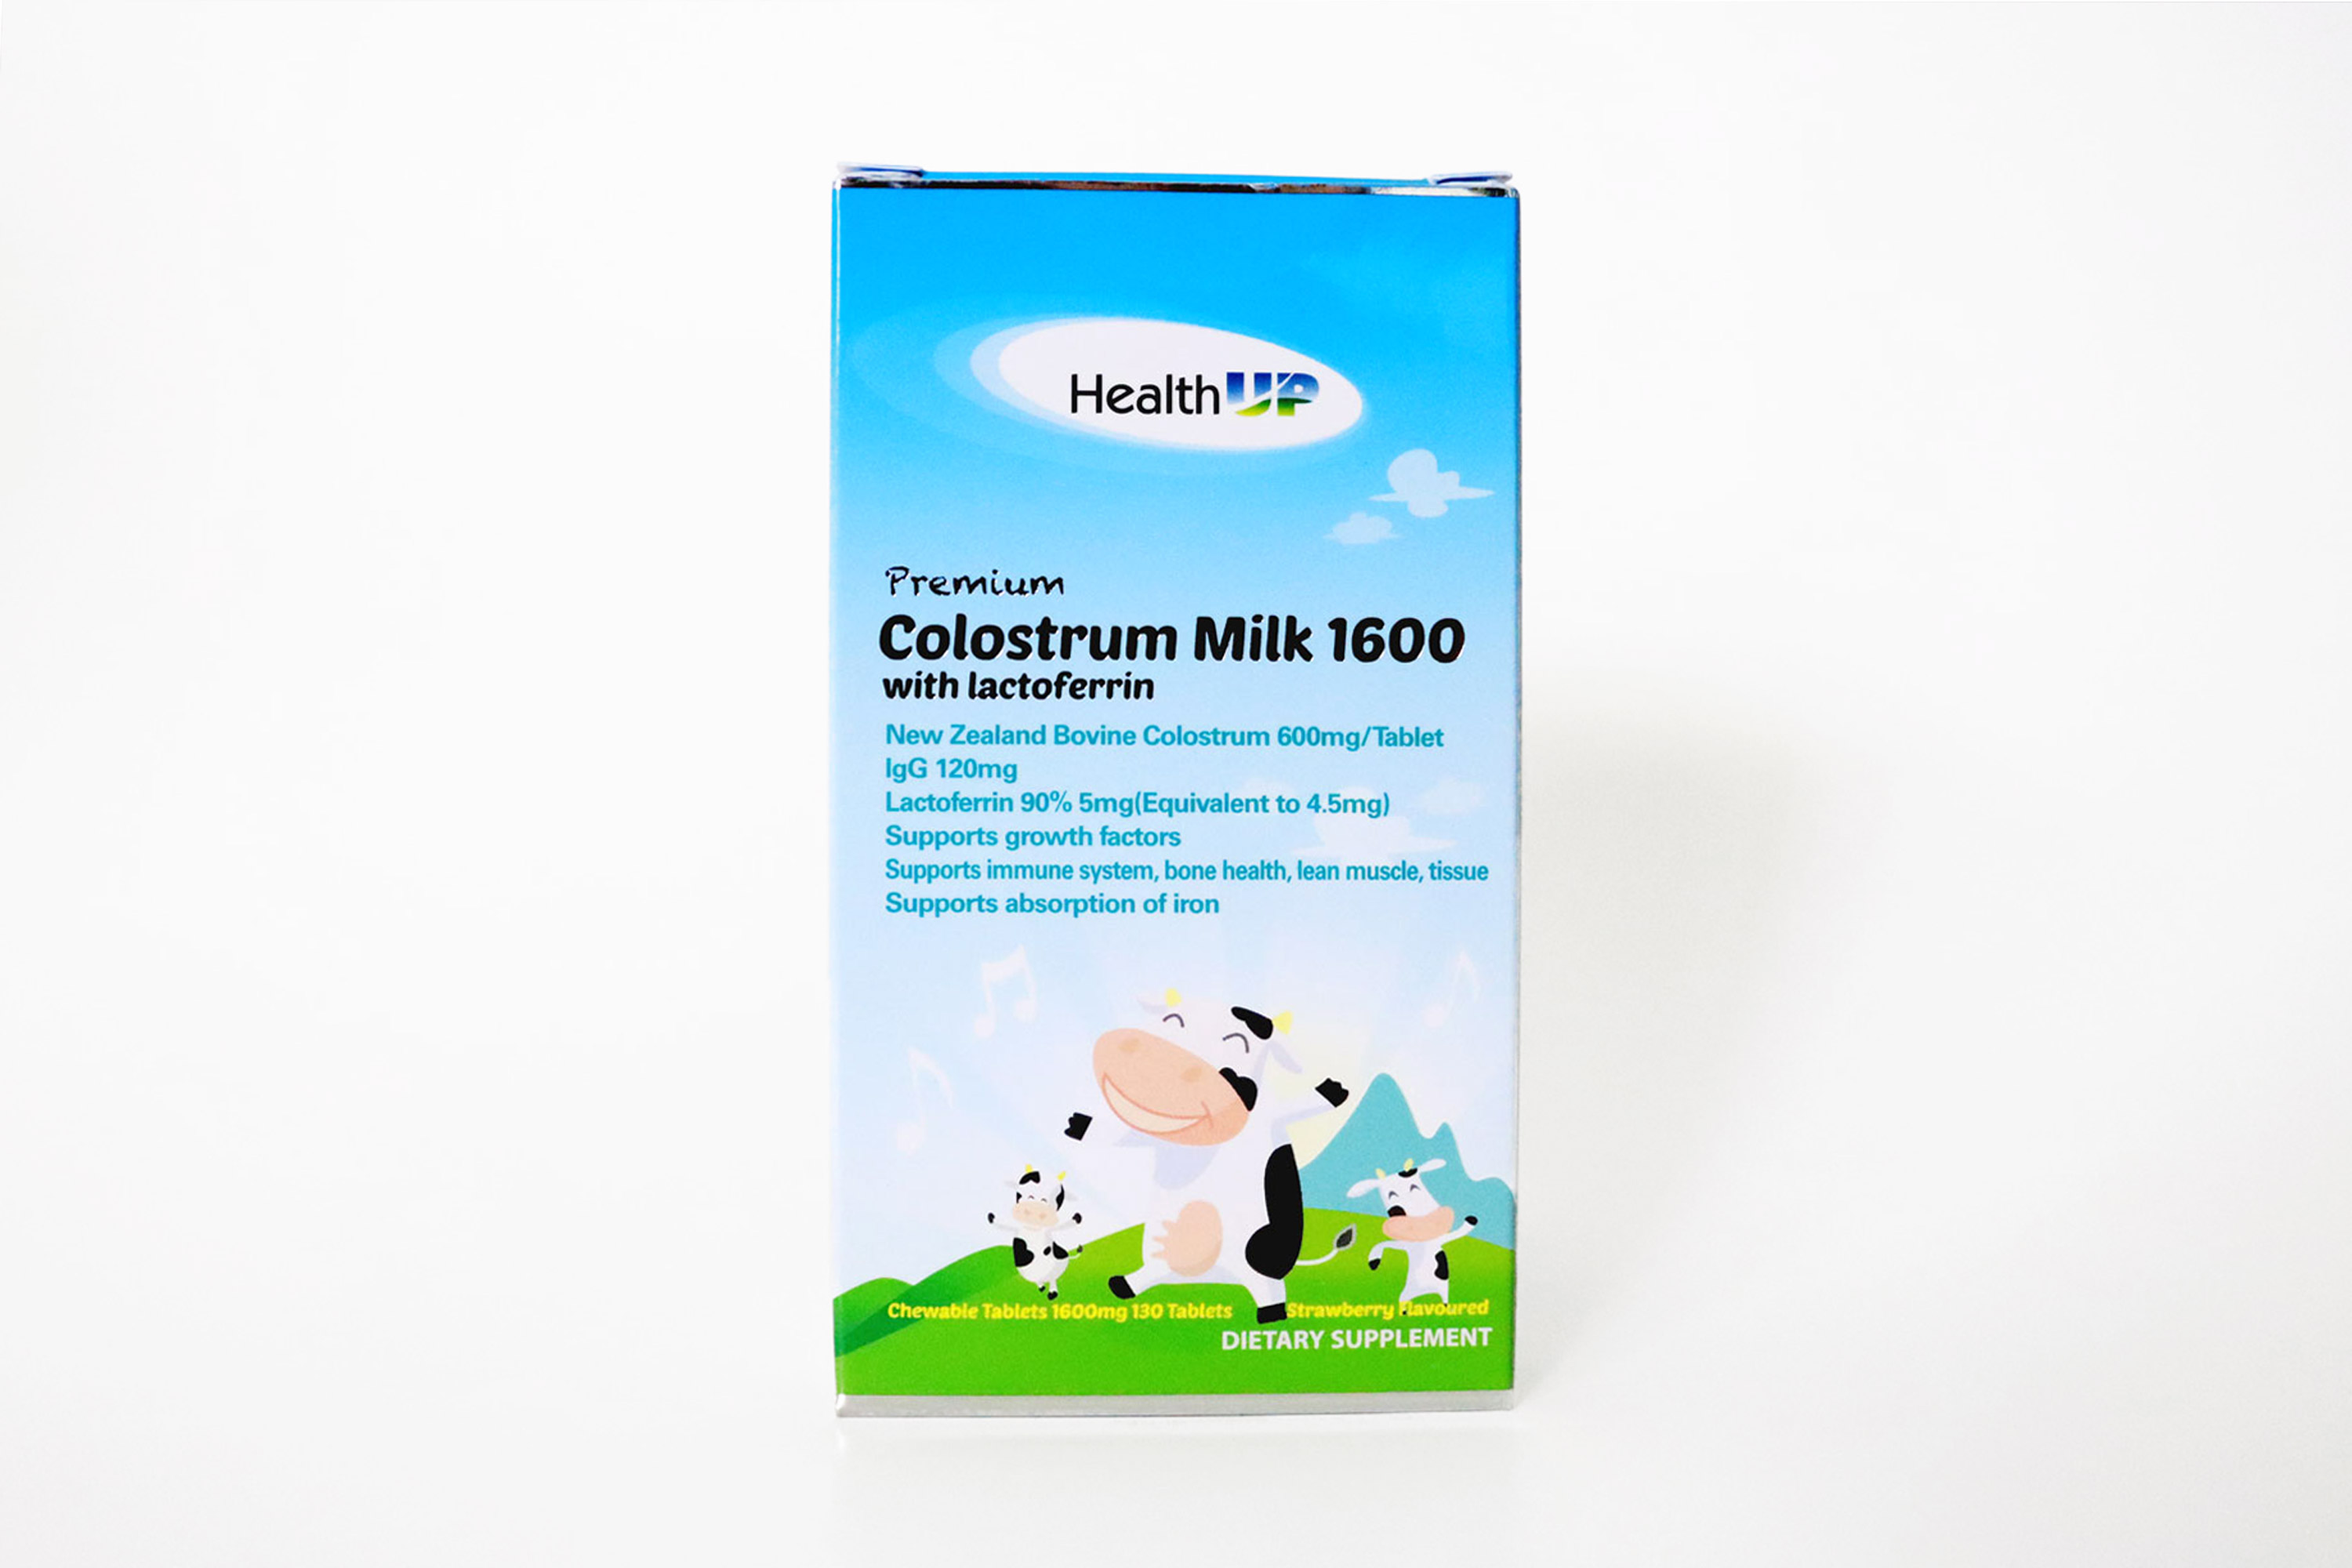 HealthUP
Premium
Colostrum Milk 1600
with lactoferrin
New Zealand Bovine Colostrum 600mg/Tablet
IgG 120mg
Lactoferrin 90% 5mg(Equivalent to 4.5mg)
Supports growth factors
Supports immune system, bone health, lean muscle, tissue
Supports absorption of iron
Chewable Tablets 1600mg 130 Tablets Strawberry flavoured
DIETARY SUPPLEMENT